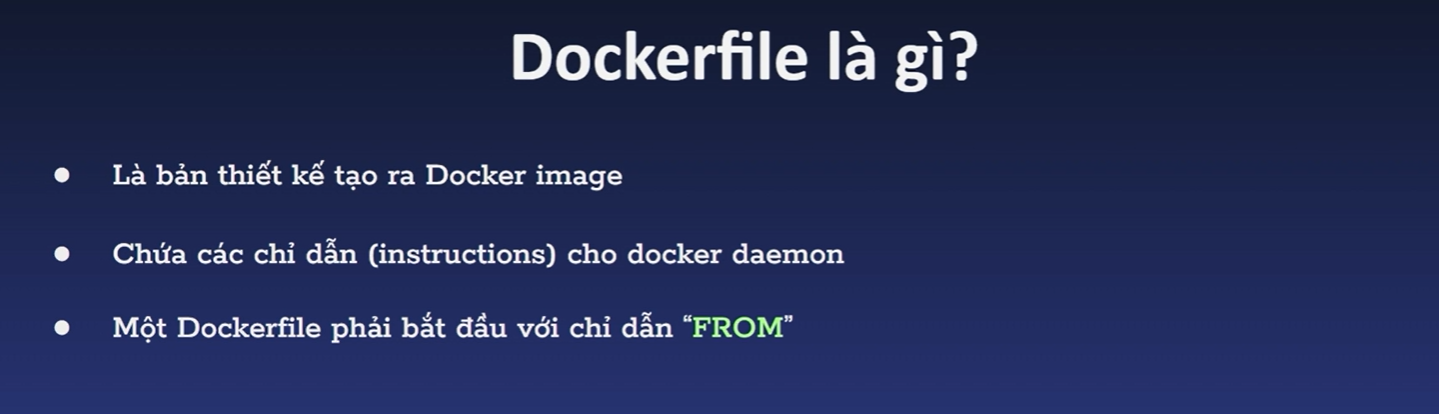 Dockerfile là gì?
● Là bản thiết kế tạo ra Docker image
● Chứa các chỉ dẫn (instructions) cho docker daemon
● Một Dockerfile phải bắt đầu với chỉ dẫn “FROM”